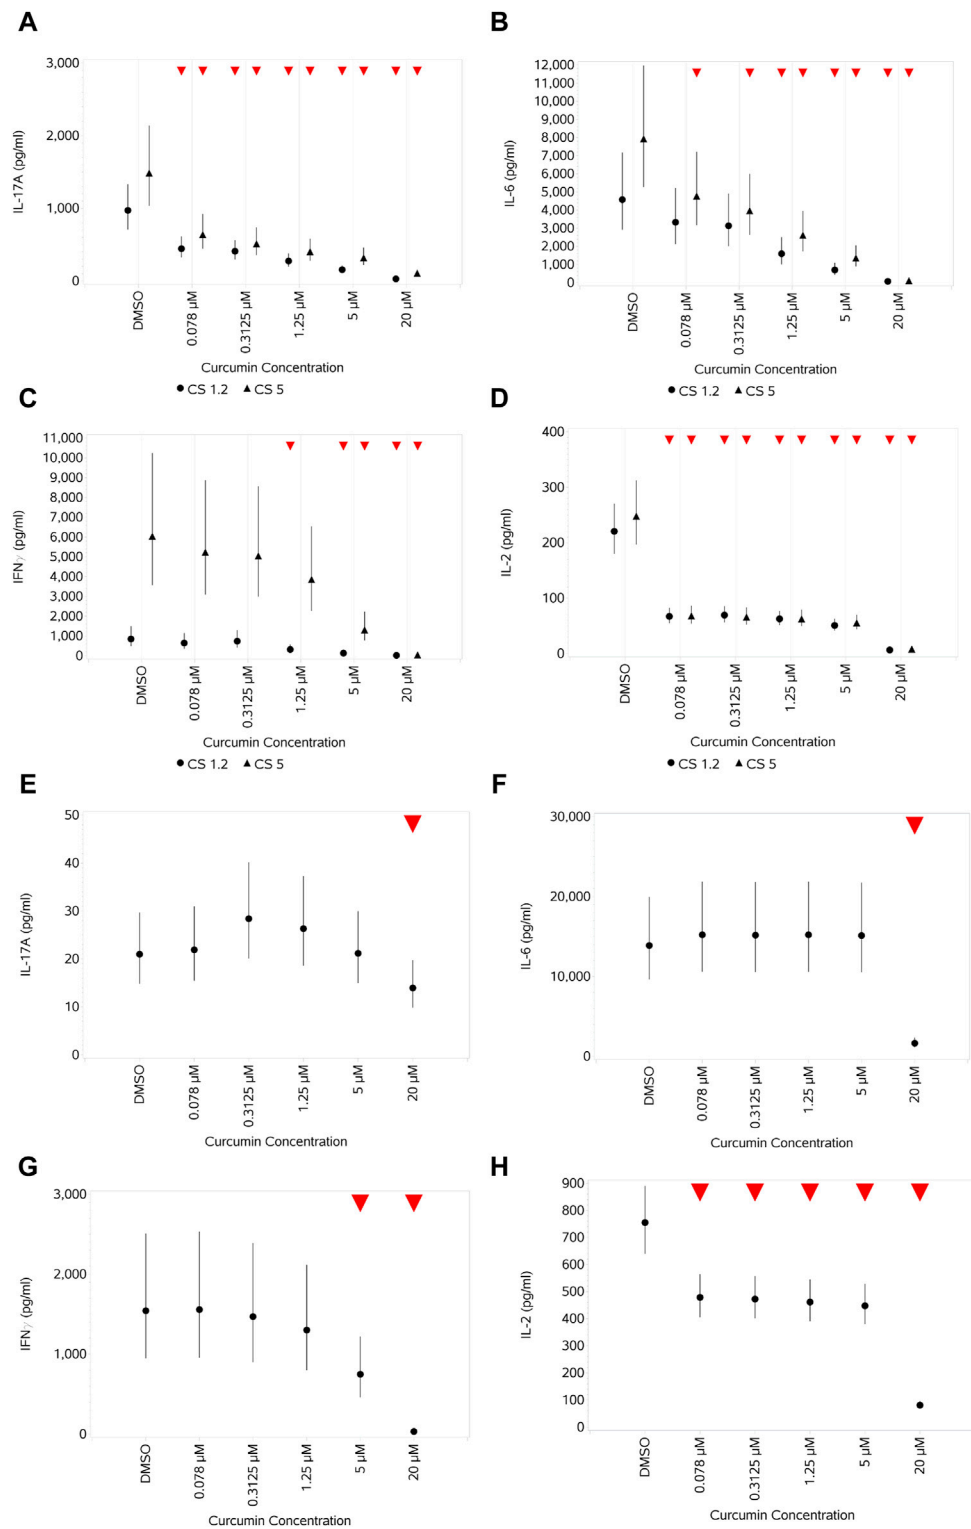 A
3,000
2,000
1,000
0
IL-17A (pg/ml)
DMSO
0.078 µM
0.3125 µM
1.25 µM
5 µM
20 µM
Curcumin Concentration
● CS 1.2 ▲ CS 5
B
12,000
11,000
10,000
9,000
8,000
7,000
6,000
5,000
4,000
3,000
2,000
1,000
0
IL-6 (pg/ml)
DMSO
0.078 µM
0.3125 µM
1.25 µM
5 µM
20 µM
Curcumin Concentration
● CS 1.2 ▲ CS 5
C
11,000
10,000
9,000
8,000
7,000
6,000
5,000
4,000
3,000
2,000
1,000
0
IFNγ (pg/ml)
DMSO
0.078 µM
0.3125 µM
1.25 µM
5 µM
20 µM
Curcumin Concentration
● CS 1.2 ▲ CS 5
D
400
300
200
100
0
IL-2 (pg/ml)
DMSO
0.078 µM
0.3125 µM
1.25 µM
5 µM
20 µM
Curcumin Concentration
● CS 1.2 ▲ CS 5
E
50
40
30
20
10
0
IL-17A (pg/ml)
DMSO
0.078 µM
0.3125 µM
1.25 µM
5 µM
20 µM
Curcumin Concentration
F
30,000
20,000
10,000
0
IL-6 (pg/ml)
DMSO
0.078 µM
0.3125 µM
1.25 µM
5 µM
20 µM
Curcumin Concentration
G
3,000
2,000
1,000
0
IFNγ (pg/ml)
DMSO
0.078 µM
0.3125 µM
1.25 µM
5 µM
20 µM
Curcumin Concentration
H
900
800
700
600
500
400
300
200
100
0
IL-2 (pg/ml)
DMSO
0.078 µM
0.3125 µM
1.25 µM
5 µM
20 µM
Curcumin Concentration